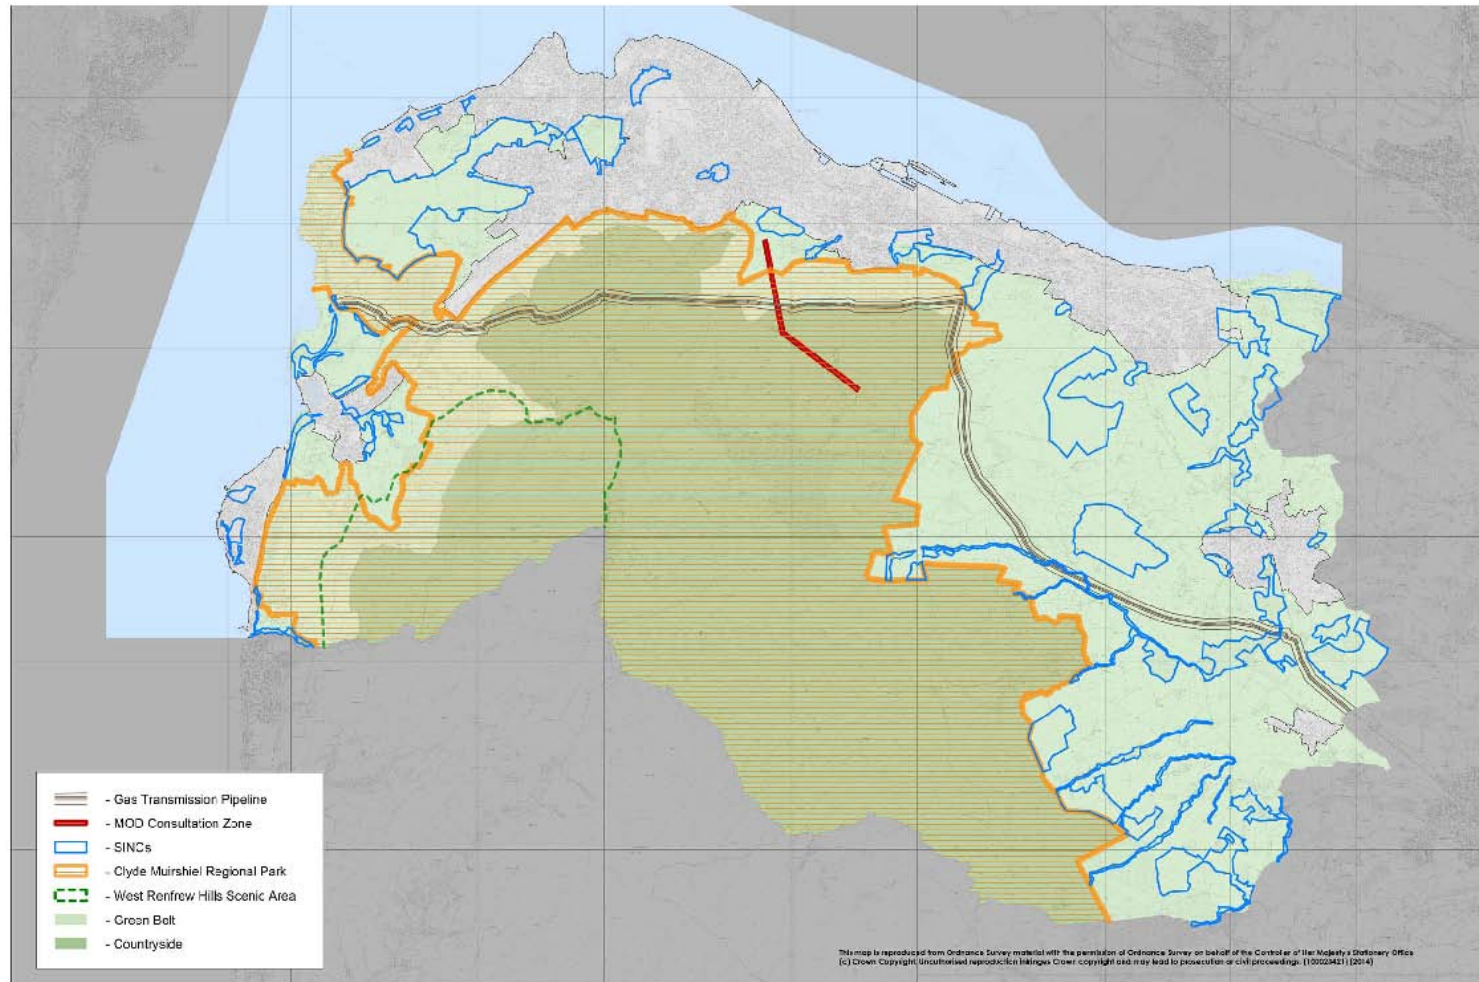 - Gas Transmission Pipeline
- MOD Consultation Zone
- SINCs
- Clyde Muirshiel Regional Park
- West Renfrew Hills Scenic Area
- Green Belt
- Countryside
This map is reproduced from Ordnance Survey material with the permission of Ordnance Survey on behalf of the Controller of Her Majesty's Stationery Office
(c) Crown Copyright. Unauthorised reproduction infringes Crown copyright and may lead to prosecution or civil proceedings. (100023421) (2014)